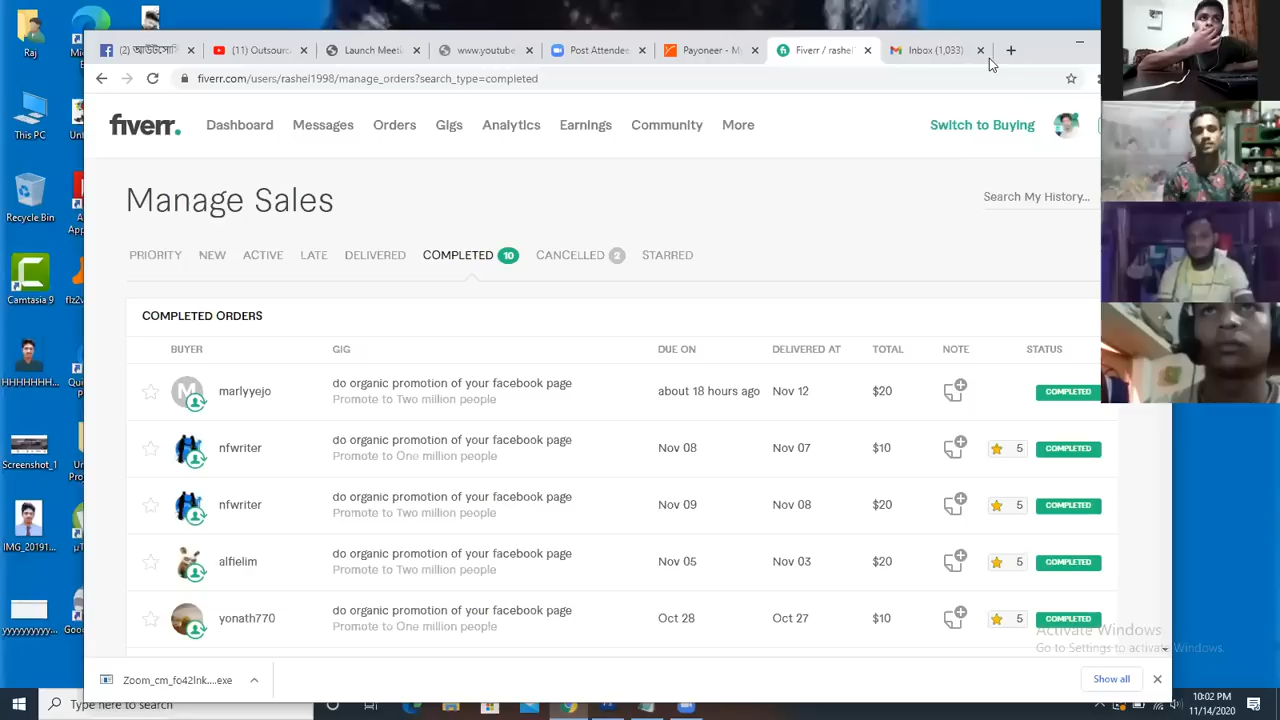 (2) আউটসো
(11) Outsourc
Launch Meeti
www.youtube
Post Attendee
Payoneer - My
Fiverr / rashel
Inbox (1,033)
fiverr.com/users/rashel1998/manage_orders?search_type=completed
fiverr.
Dashboard
Messages
Orders
Gigs
Analytics
Earnings
Community
More
Switch to Buying
Manage Sales
Search My History...
PRIORITY
NEW
ACTIVE
LATE
DELIVERED
COMPLETED 10
CANCELLED 2
STARRED
COMPLETED ORDERS
BUYER GIG DUE ON DELIVERED AT TOTAL NOTE STATUS
M marlyyejo do organic promotion of your facebook page about 18 hours ago Nov 12 $20 COMPLETED
Promote to Two million people
nfwriter do organic promotion of your facebook page Nov 08 Nov 07 $10 5 COMPLETED
Promote to One million people
nfwriter do organic promotion of your facebook page Nov 09 Nov 08 $20 5 COMPLETED
Promote to Two million people
alfielim do organic promotion of your facebook page Nov 05 Nov 03 $20 5 COMPLETED
Promote to Two million people
yonath770 do organic promotion of your facebook page Oct 28 Oct 27 $10 5 COMPLETED
Promote to One million people
Activate Windows
Go to Settings to activate Windows.
Zoom_cm_fo42lnk....exe
Show all
Type here to search
10:02 PM
11/14/2020
This PC
Recycle Bin
Camtasia 9
HHHHHHH
Screenshot_1
IMG_20191
yyyyyyyyyy
Ra
Un
flz2v
Goo